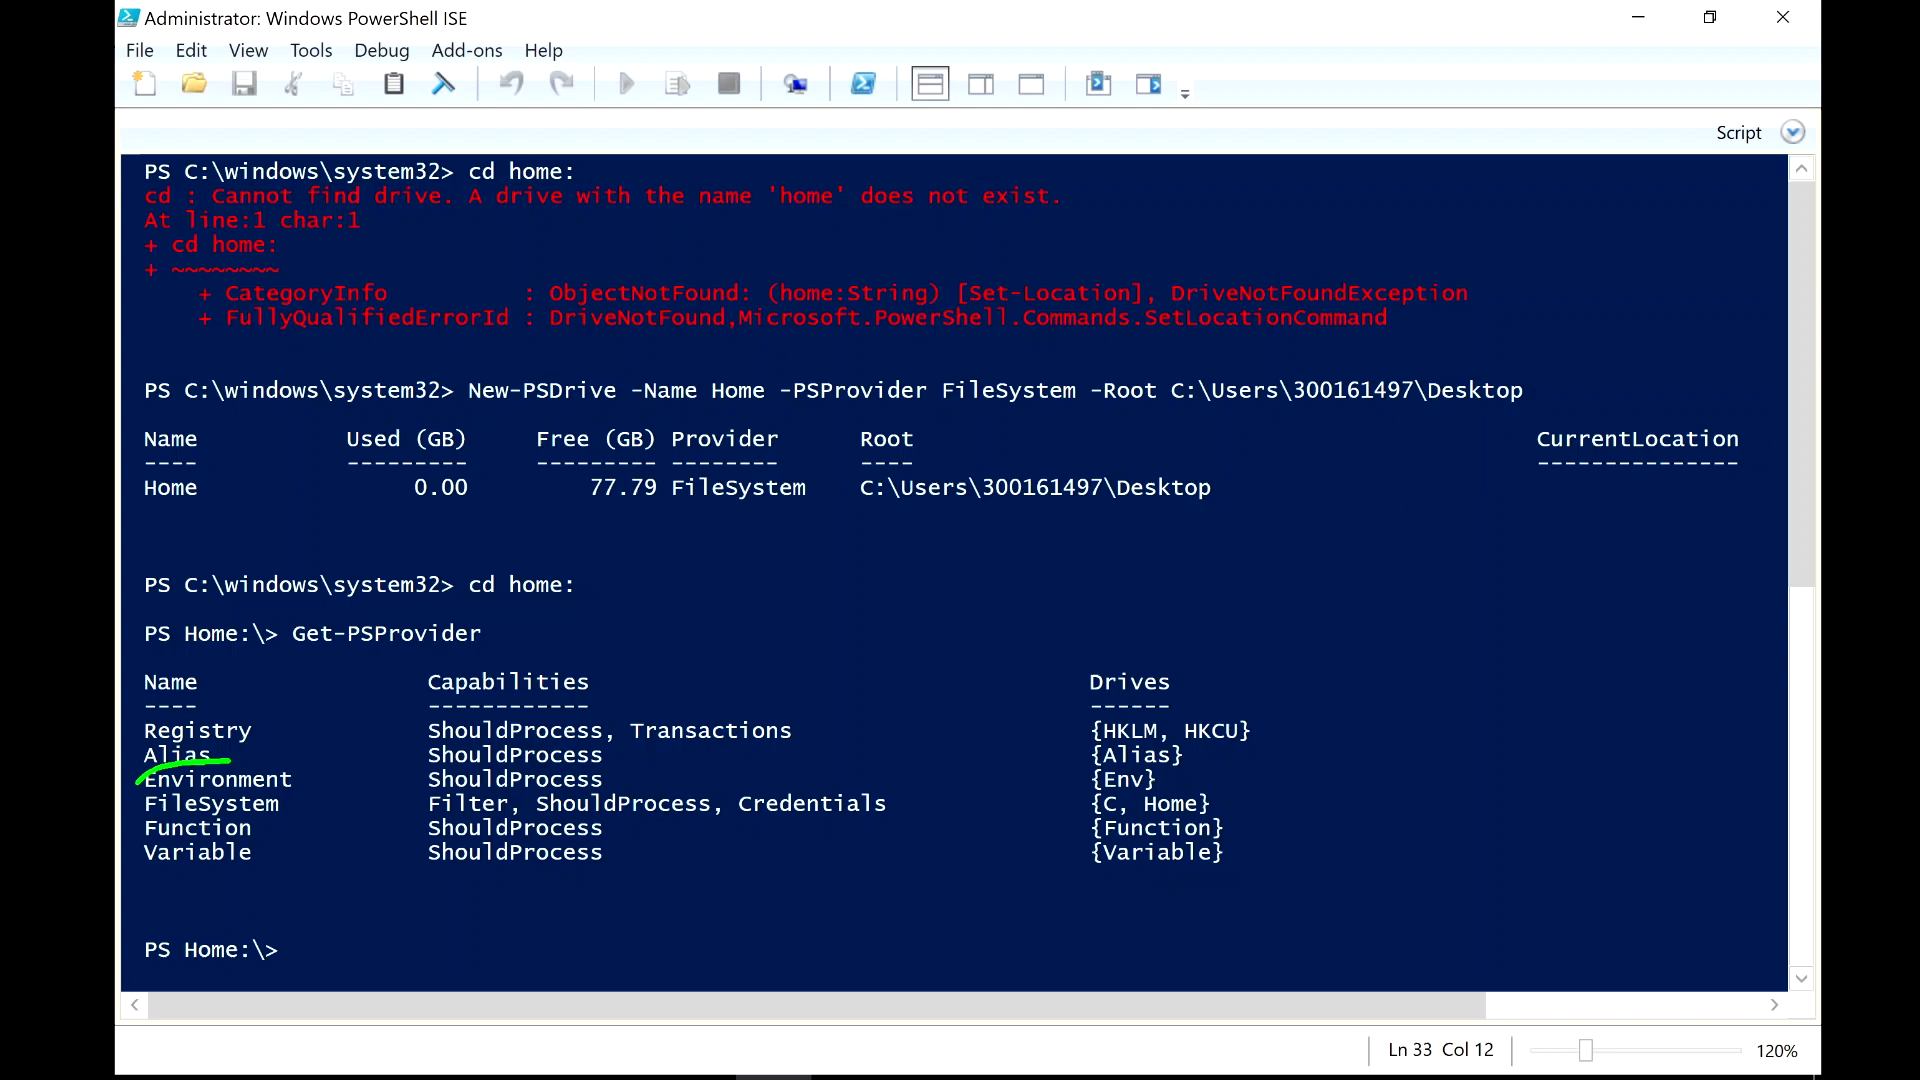 Administrator: Windows PowerShell ISE
File Edit View Tools Debug Add-ons Help
Script
PS C:\windows\system32> cd home:
cd : Cannot find drive. A drive with the name 'home' does not exist.
At line:1 char:1
+ cd home:
+ ~~~~~~~~
+ CategoryInfo : ObjectNotFound: (home:String) [Set-Location], DriveNotFoundException
+ FullyQualifiedErrorId : DriveNotFound,Microsoft.PowerShell.Commands.SetLocationCommand
PS C:\windows\system32> New-PSDrive -Name Home -PSProvider FileSystem -Root C:\Users\300161497\Desktop
Name Used (GB) Free (GB) Provider Root CurrentLocation
---- --------- --------- -------- ---- ---------------
Home 0.00 77.79 FileSystem C:\Users\300161497\Desktop
PS C:\windows\system32> cd home:
PS Home:\> Get-PSProvider
Name Capabilities Drives
---- ------------ ------
Registry ShouldProcess, Transactions {HKLM, HKCU}
Alias ShouldProcess {Alias}
Environment ShouldProcess {Env}
FileSystem Filter, ShouldProcess, Credentials {C, Home}
Function ShouldProcess {Function}
Variable ShouldProcess {Variable}
PS Home:\>
Ln 33 Col 12 120%